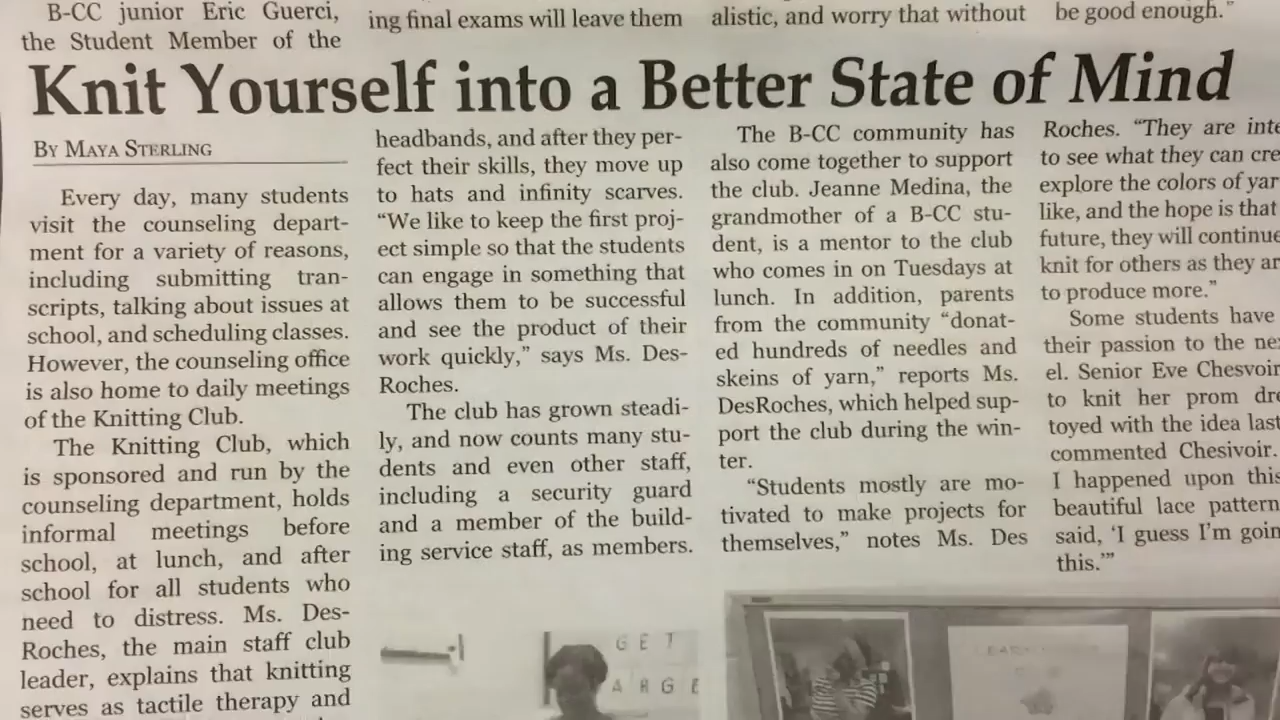 B-CC junior Eric Guerci,
the Student Member of the
ing final exams will leave them
alistic, and worry that without
be good enough."
Knit Yourself into a Better State of Mind
By Maya Sterling
Every day, many students
visit the counseling depart-
ment for a variety of reasons,
including submitting tran-
scripts, talking about issues at
school, and scheduling classes.
However, the counseling office
is also home to daily meetings
of the Knitting Club.
The Knitting Club, which
is sponsored and run by the
counseling department, holds
informal meetings before
school, at lunch, and after
school for all students who
need to distress. Ms. Des-
Roches, the main staff club
leader, explains that knitting
serves as tactile therapy and
headbands, and after they per-
fect their skills, they move up
to hats and infinity scarves.
"We like to keep the first proj-
ect simple so that the students
can engage in something that
allows them to be successful
and see the product of their
work quickly," says Ms. Des-
Roches.
The club has grown steadi-
ly, and now counts many stu-
dents and even other staff,
including a security guard
and a member of the build-
ing service staff, as members.
The B-CC community has
also come together to support
the club. Jeanne Medina, the
grandmother of a B-CC stu-
dent, is a mentor to the club
who comes in on Tuesdays at
lunch. In addition, parents
from the community "donat-
ed hundreds of needles and
skeins of yarn," reports Ms.
DesRoches, which helped sup-
port the club during the win-
ter.
"Students mostly are mo-
tivated to make projects for
themselves," notes Ms. Des
Roches. "They are inte
to see what they can cre
explore the colors of yar
like, and the hope is that
future, they will continue
knit for others as they ar
to produce more."
Some students have
their passion to the ne
el. Senior Eve Chesvoir
to knit her prom dre
toyed with the idea last
commented Chesivoir.
I happened upon this
beautiful lace pattern
said, 'I guess I'm goin
this.'"
GET
ARGE